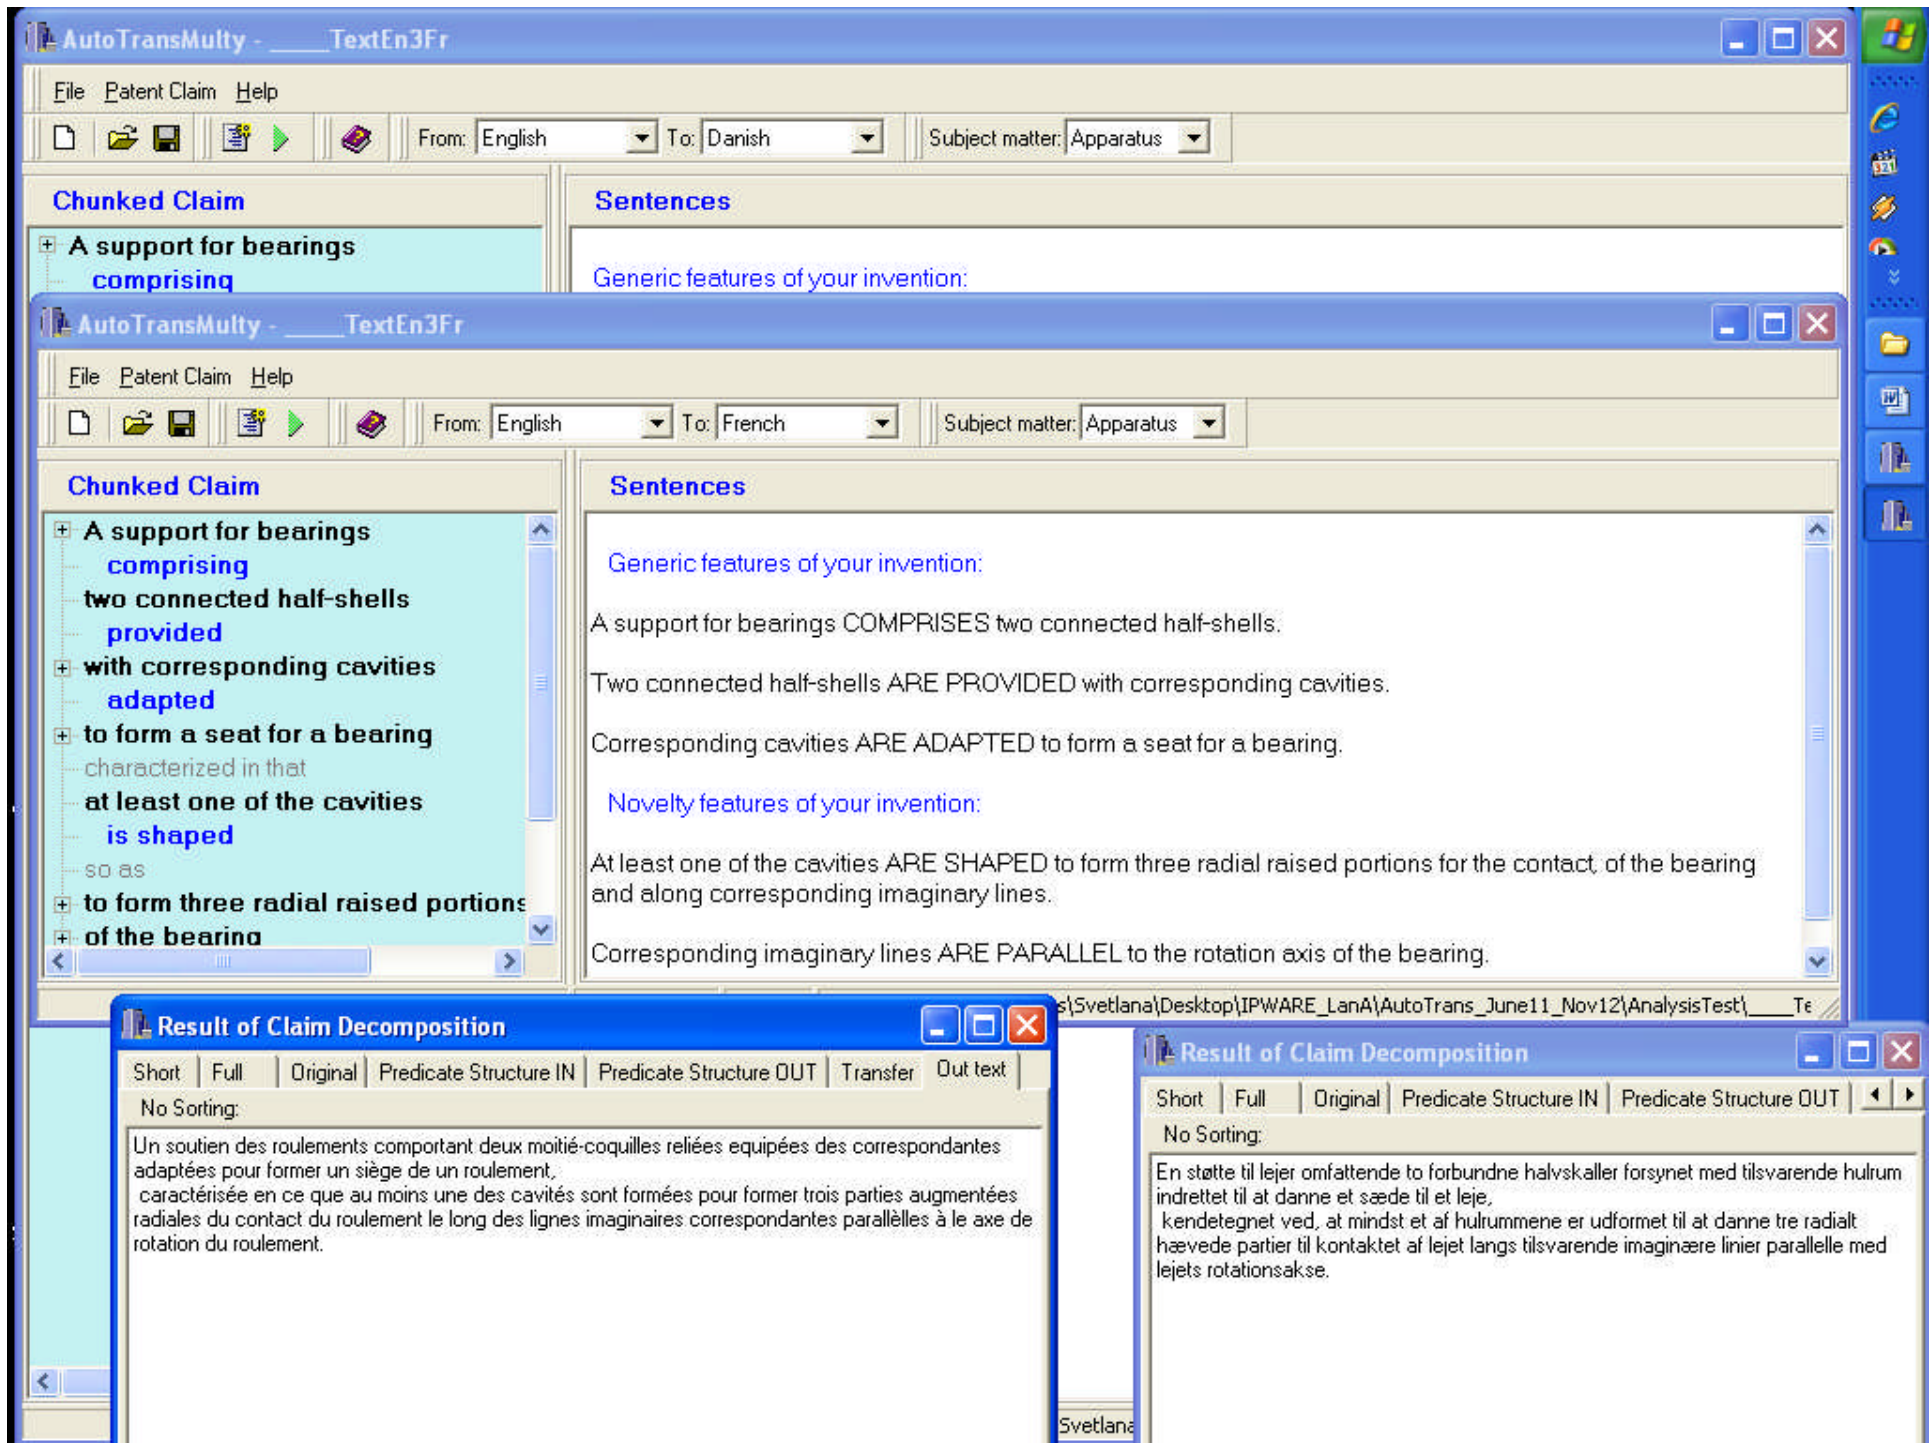 AutoTransMulty - ____TextEn3Fr
File Patent Claim Help
From: English To: Danish Subject matter: Apparatus
Chunked Claim
A support for bearings
comprising
Sentences
Generic features of your invention:
AutoTransMulty - ____TextEn3Fr
File Patent Claim Help
From: English To: French Subject matter: Apparatus
Chunked Claim
A support for bearings
comprising
two connected half-shells
provided
with corresponding cavities
adapted
to form a seat for a bearing
characterized in that
at least one of the cavities
is shaped
so as
to form three radial raised portions
of the bearing
Sentences
Generic features of your invention:
A support for bearings COMPRISES two connected half-shells.
Two connected half-shells ARE PROVIDED with corresponding cavities.
Corresponding cavities ARE ADAPTED to form a seat for a bearing.
Novelty features of your invention:
At least one of the cavities ARE SHAPED to form three radial raised portions for the contact, of the bearing
and along corresponding imaginary lines.
Corresponding imaginary lines ARE PARALLEL to the rotation axis of the bearing.
s\Svetlana\Desktop\IPWARE_LanA\AutoTrans_June11_Nov12\AnalysisTest\____Te
Result of Claim Decomposition
Short Full Original Predicate Structure IN Predicate Structure OUT Transfer Out text
No Sorting:
Un soutien des roulements comportant deux moitié-coquilles reliées equipées des correspondantes
adaptées pour former un siège de un roulement,
caractérisée en ce que au moins une des cavités sont formées pour former trois parties augmentées
radiales du contact du roulement le long des lignes imaginaires correspondantes parallèlles à le axe de
rotation du roulement.
Result of Claim Decomposition
Short Full Original Predicate Structure IN Predicate Structure OUT
No Sorting:
En støtte til lejer omfattende to forbundne halvskaller forsynet med tilsvarende hulrum
indrettet til at danne et sæde til et leje,
kendetegnet ved, at mindst et af hulrummene er udformet til at danne tre radialt
hævede partier til kontaktet af lejet langs tilsvarende imaginære linier parallelle med
lejets rotationsakse.
Svetlana